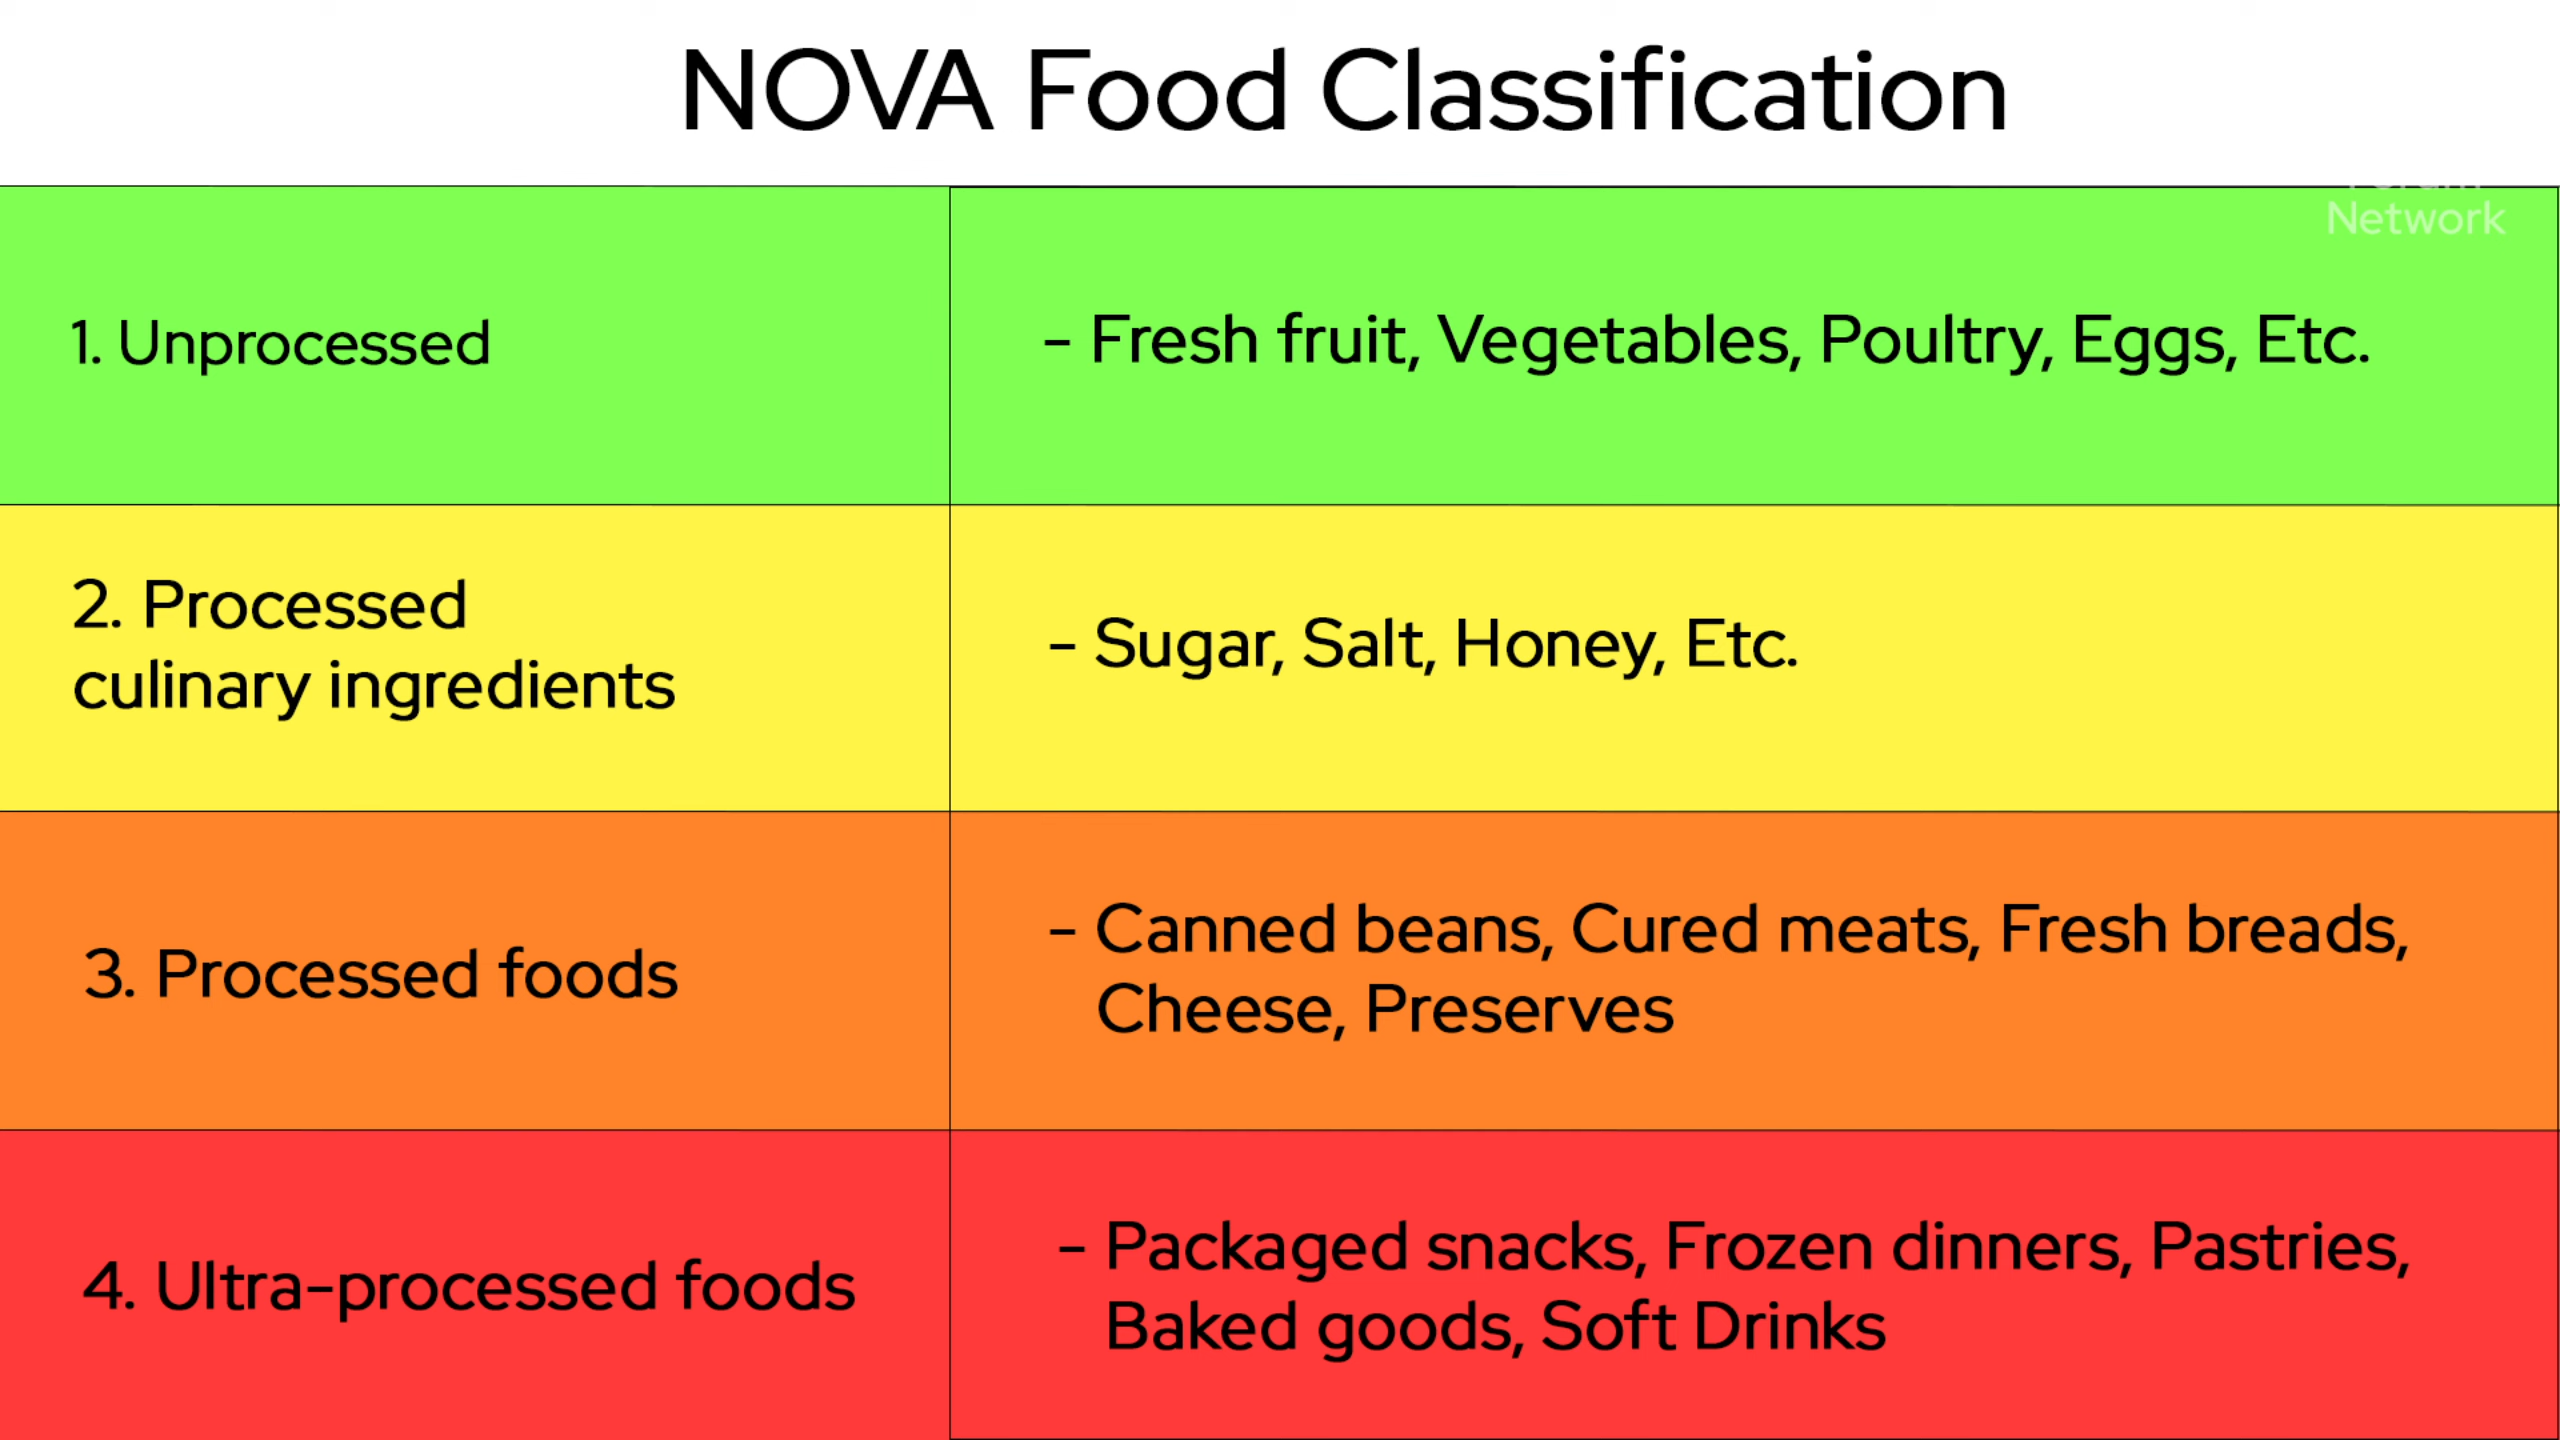 NOVA Food Classification
Network
1. Unprocessed
- Fresh fruit, Vegetables, Poultry, Eggs, Etc.
2. Processed
culinary ingredients
- Sugar, Salt, Honey, Etc.
3. Processed foods
- Canned beans, Cured meats, Fresh breads,
Cheese, Preserves
4. Ultra-processed foods
- Packaged snacks, Frozen dinners, Pastries,
Baked goods, Soft Drinks